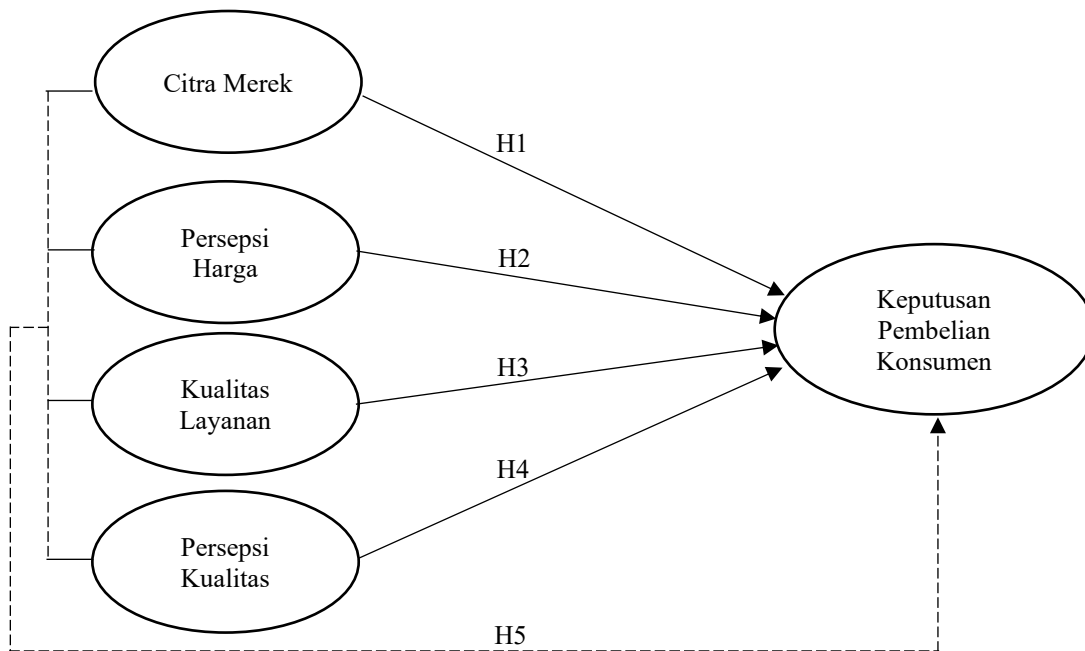 Citra Merek
H1
Persepsi
Harga
H2
Kualitas
Layanan
H3
Persepsi
Kualitas
H4
Keputusan
Pembelian
Konsumen
H5